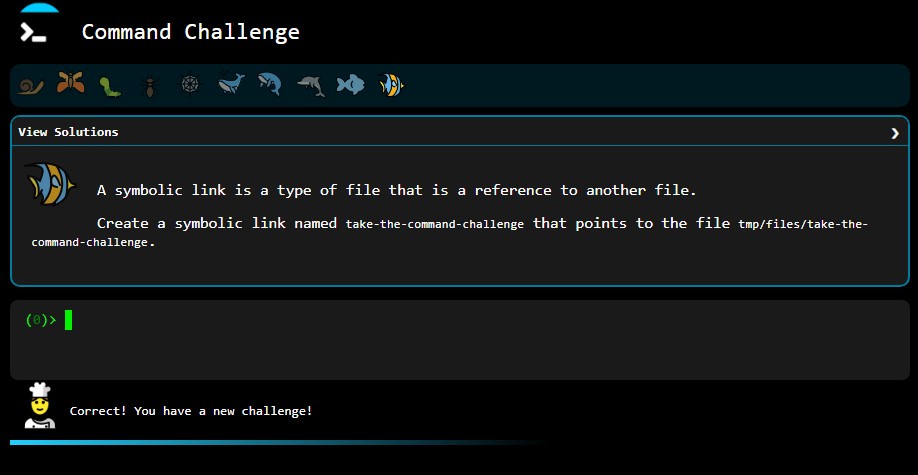 Command Challenge
View Solutions
A symbolic link is a type of file that is a reference to another file.
Create a symbolic link named take-the-command-challenge that points to the file tmp/files/take-the-
command-challenge.
(0)>
Correct! You have a new challenge!